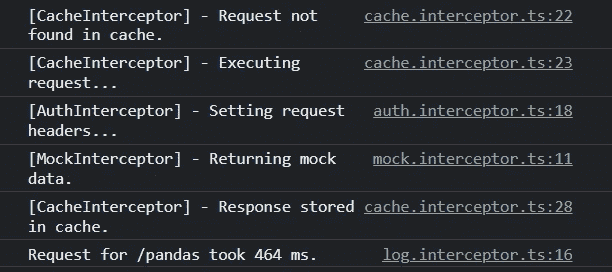 [CacheInterceptor] - Request not cache.interceptor.ts:22
found in cache.
[CacheInterceptor] - Executing cache.interceptor.ts:23
request...
[AuthInterceptor] - Setting request auth.interceptor.ts:18
headers...
[MockInterceptor] - Returning mock mock.interceptor.ts:11
data.
[CacheInterceptor] - Response stored cache.interceptor.ts:28
in cache.
Request for /pandas took 464 ms. log.interceptor.ts:16